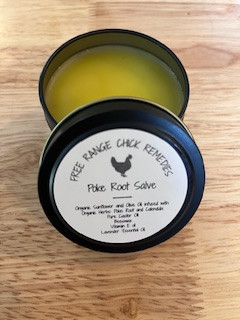 FREE RANGE CHICK REMEDIES
Poke Root Salve
Organic Sunflower and Olive Oil infused with
Organic Herbs: Poke Root and Calendula
Pure Castor Oil
Beeswax
Vitamin E oil
Lavender Essential Oil